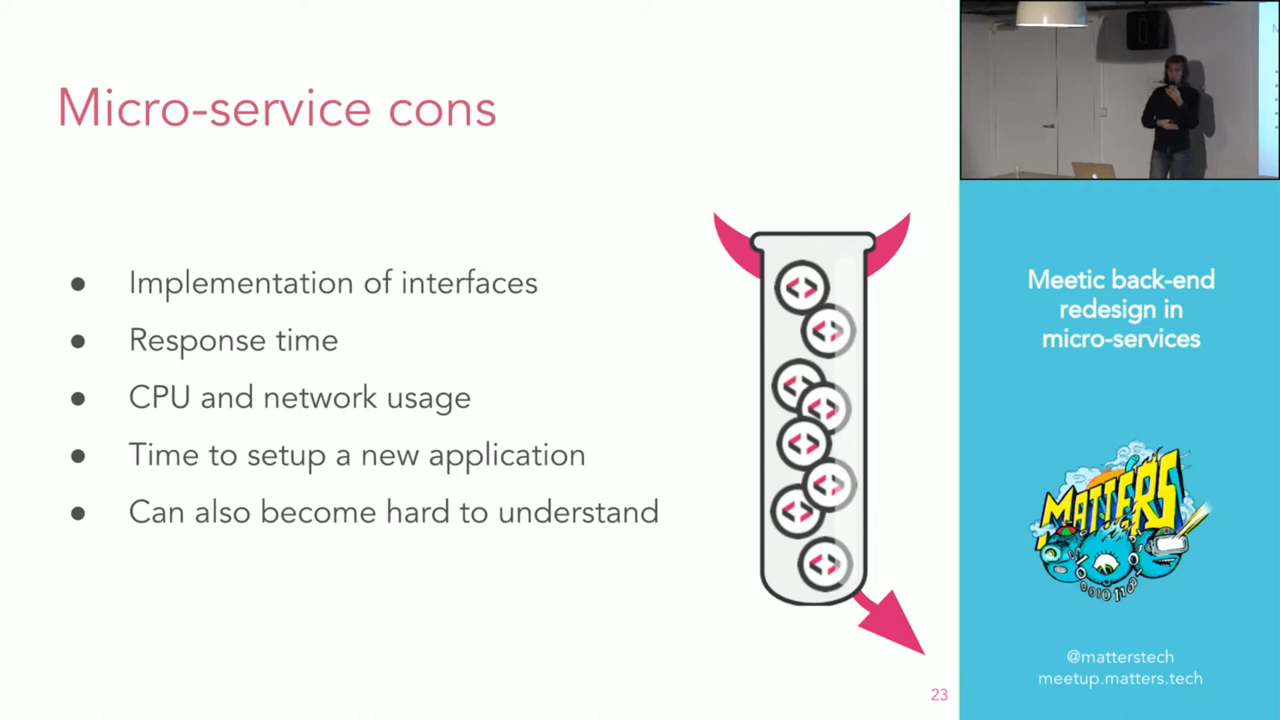 Micro-service cons
● Implementation of interfaces
● Response time
● CPU and network usage
● Time to setup a new application
● Can also become hard to understand
23
Meetic back-end
redesign in
micro-services
MATTERS
@matterstech
meetup.matters.tech